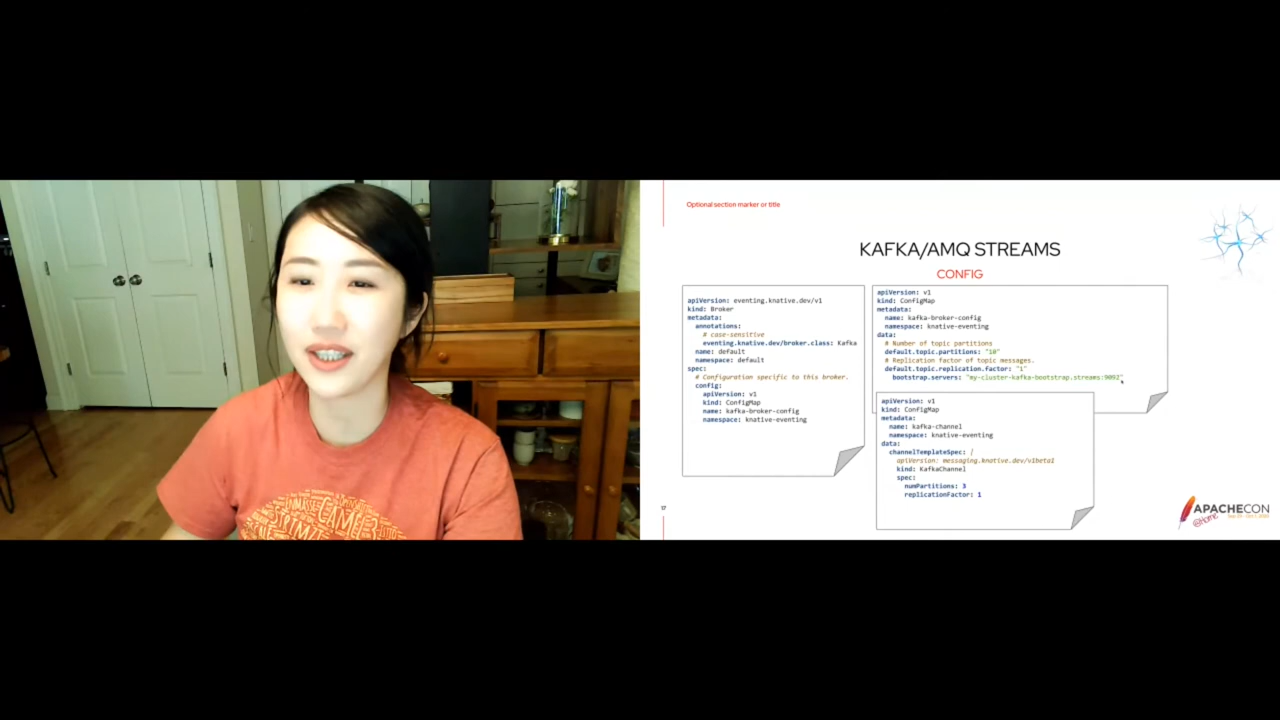 Optional section marker or title
KAFKA/AMQ STREAMS
CONFIG
apiVersion: eventing.knative.dev/v1
kind: Broker
metadata:
annotations:
# case-sensitive
eventing.knative.dev/broker.class: Kafka
name: default
namespace: default
spec:
# Configuration specific to this broker.
config:
apiVersion: v1
kind: ConfigMap
name: kafka-broker-config
namespace: knative-eventing
apiVersion: v1
kind: ConfigMap
metadata:
name: kafka-broker-config
namespace: knative-eventing
data:
# Number of topic partitions
default.topic.partitions: "10"
# Replication factor of topic messages.
default.topic.replication.factor: "1"
bootstrap.servers: "my-cluster-kafka-bootstrap.streams:9092"
apiVersion: v1
kind: ConfigMap
metadata:
name: kafka-channel
namespace: knative-eventing
data:
channelTemplateSpec: |
apiVersion: messaging.knative.dev/v1beta1
kind: KafkaChannel
spec:
numPartitions: 3
replicationFactor: 1
17
APACHECON
@Home
CAMEL